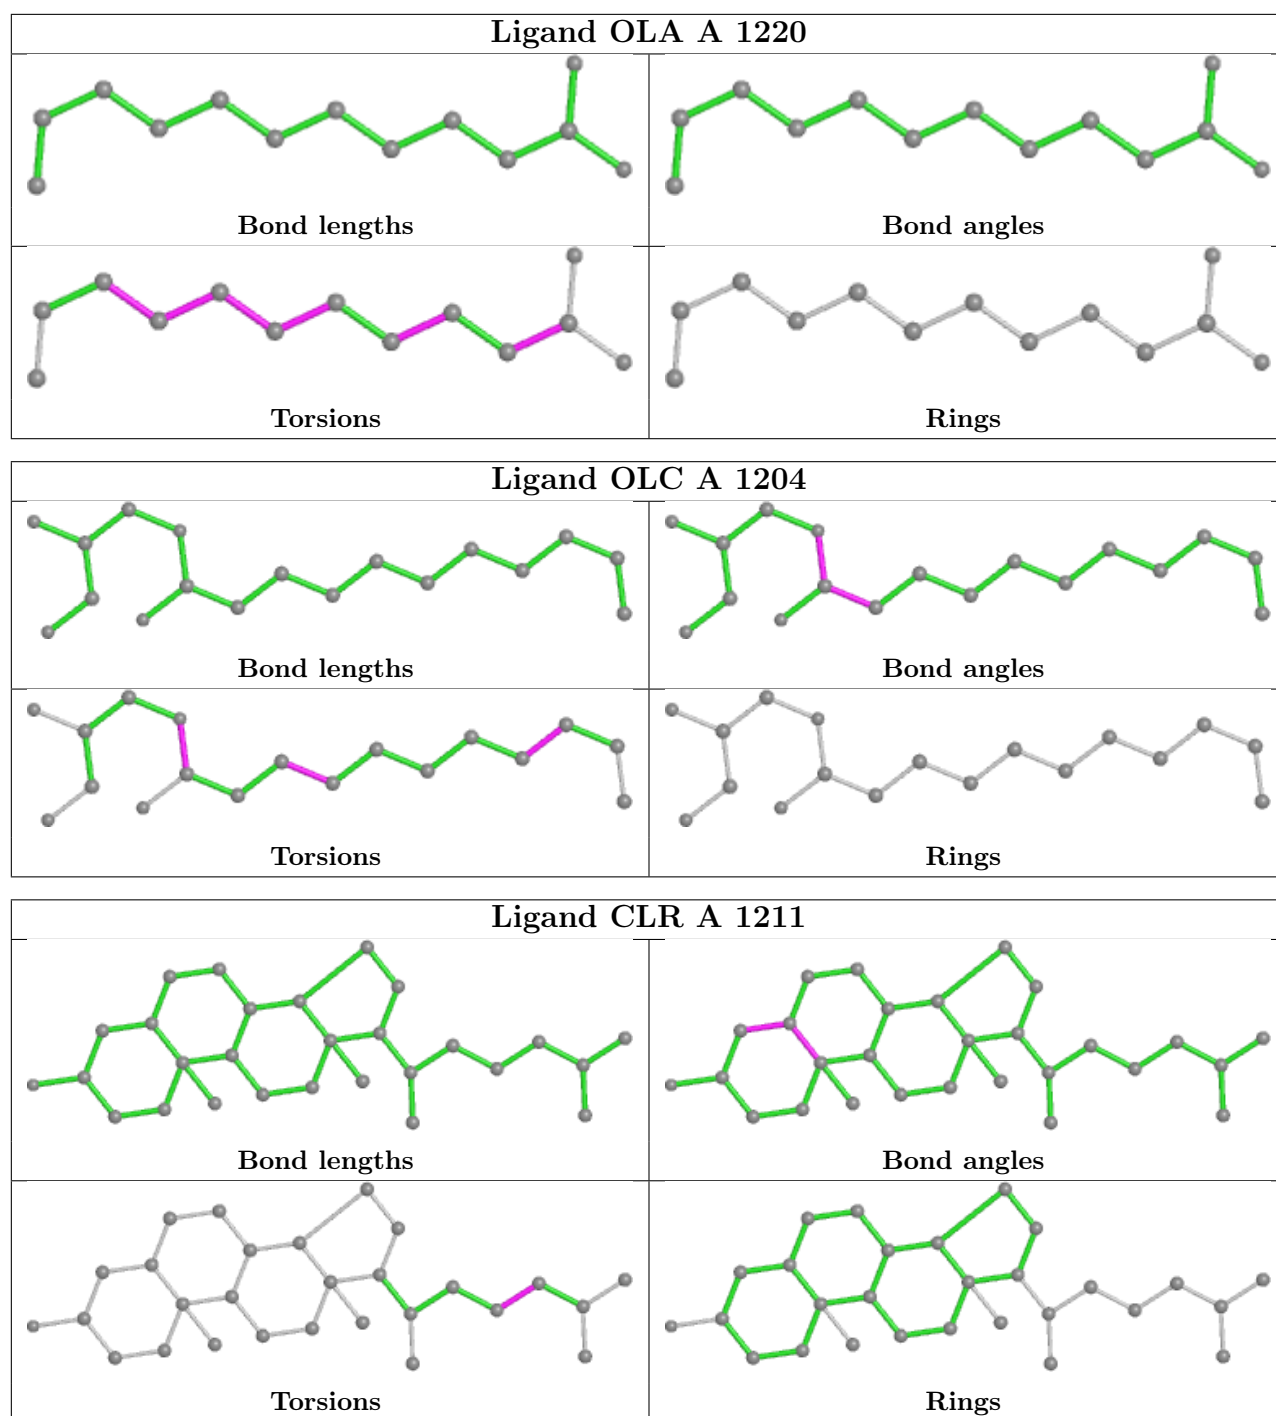 Ligand OLA A 1220
Bond lengths
Bond angles
Torsions
Rings
Ligand OLC A 1204
Bond lengths
Bond angles
Torsions
Rings
Ligand CLR A 1211
Bond lengths
Bond angles
Torsions
Rings